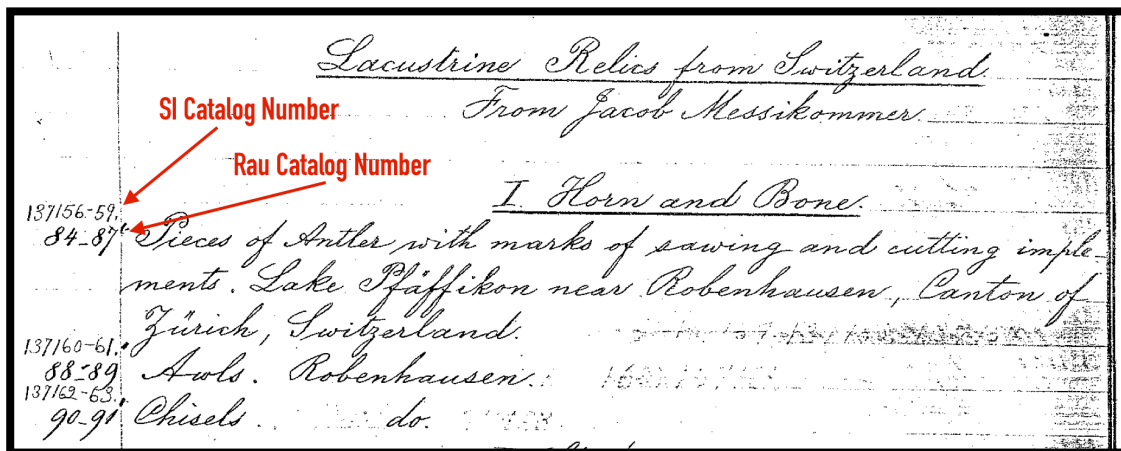 Lacustrine Relics from Switzerland.
From Jacob Messikommer.
SI Catalog Number
Rau Catalog Number
I. Horn and Bone.
137156-59.
84-87 Pieces of Antler with marks of sawing and cutting imple-
ments. Lake Pfäffikon near Robenhausen, Canton of
Zürich, Switzerland.
137160-61.
88-89 Awls. Robenhausen.
137162-63.
90-91 Chisels. do.